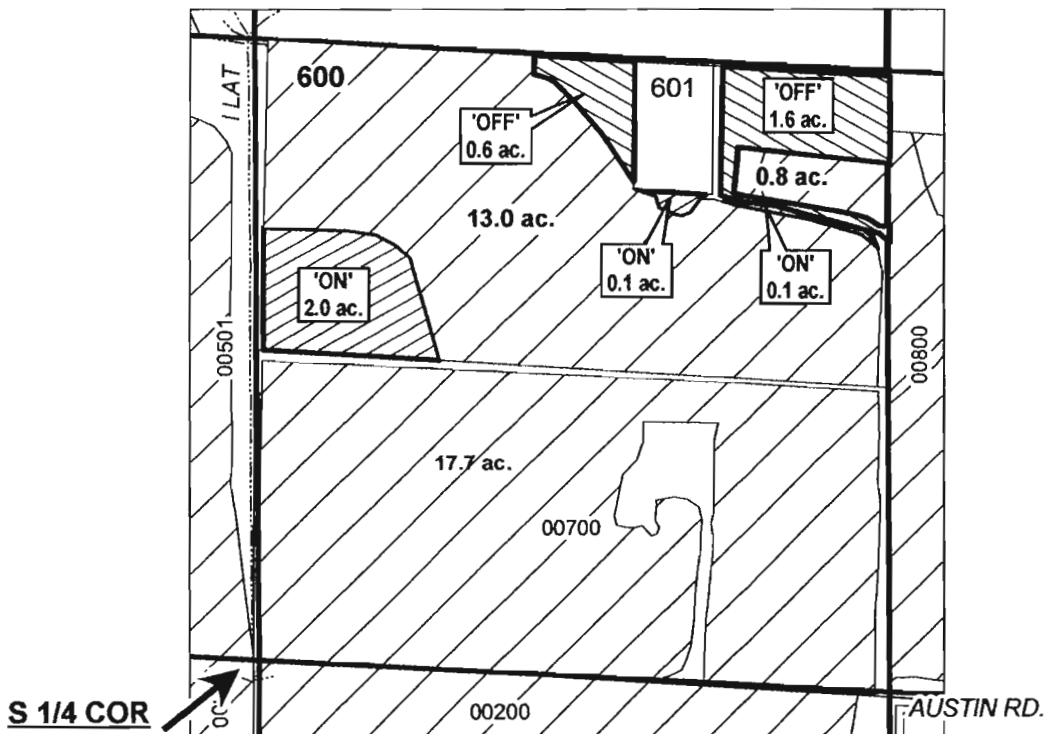 I LAT
600
601
'OFF'
1.6 ac.
'OFF'
0.6 ac.
0.8 ac.
13.0 ac.
'ON'
0.1 ac.
'ON'
0.1 ac.
'ON'
2.0 ac.
00501
00800
17.7 ac.
00700
S 1/4 COR
00200
AUSTIN RD.